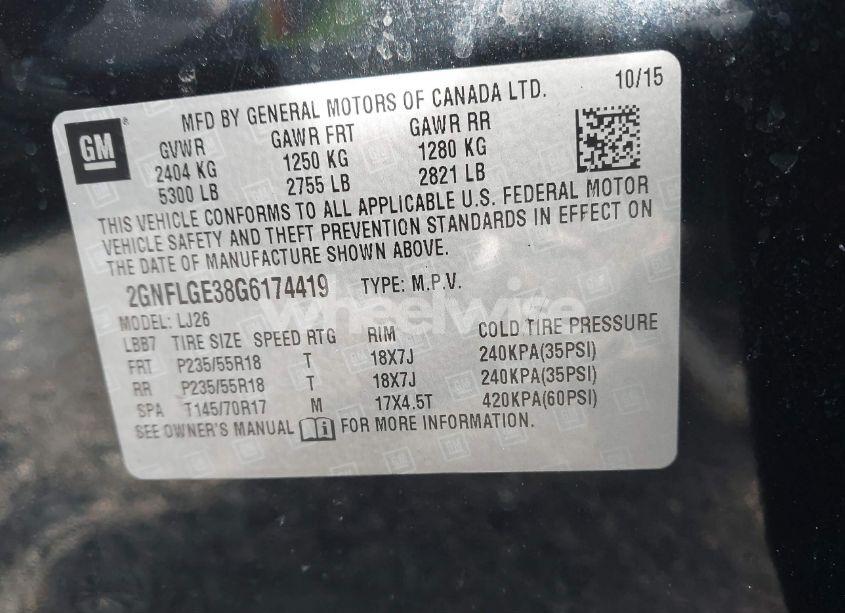 MFD BY GENERAL MOTORS OF CANADA LTD. 10/15
GM®
GVWR GAWR FRT GAWR RR
2404 KG 1250 KG 1280 KG
5300 LB 2755 LB 2821 LB
THIS VEHICLE CONFORMS TO ALL APPLICABLE U.S. FEDERAL MOTOR
VEHICLE SAFETY AND THEFT PREVENTION STANDARDS IN EFFECT ON
THE DATE OF MANUFACTURE SHOWN ABOVE.
2GNFLGE38G6174419 TYPE: M.P.V.
wheelwise
MODEL: LJ26
LBB7 TIRE SIZE SPEED RTG RIM COLD TIRE PRESSURE
FRT P235/55R18 T 18X7J 240KPA(35PSI)
RR P235/55R18 T 18X7J 240KPA(35PSI)
SPA T145/70R17 M 17X4.5T 420KPA(60PSI)
SEE OWNER'S MANUAL FOR MORE INFORMATION.